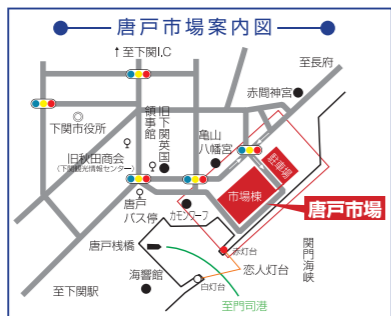 唐戸市場案内図
↑至下関I.C
至長府
赤間神宮
下関市役所
旧下関英国
領事館
亀山
八幡宮
駐車場
旧秋田商会
(下関観光情報センター)
市場棟
唐戸
バス停
カモンワーフ
唐戸市場
唐戸桟橋
赤灯台
関門海峡
海響館
恋人灯台
白灯台
至下関駅
至門司港